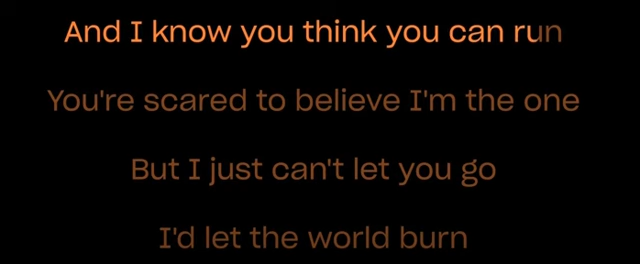 And I know you think you can run
You're scared to believe I'm the one
But I just can't let you go
I'd let the world burn